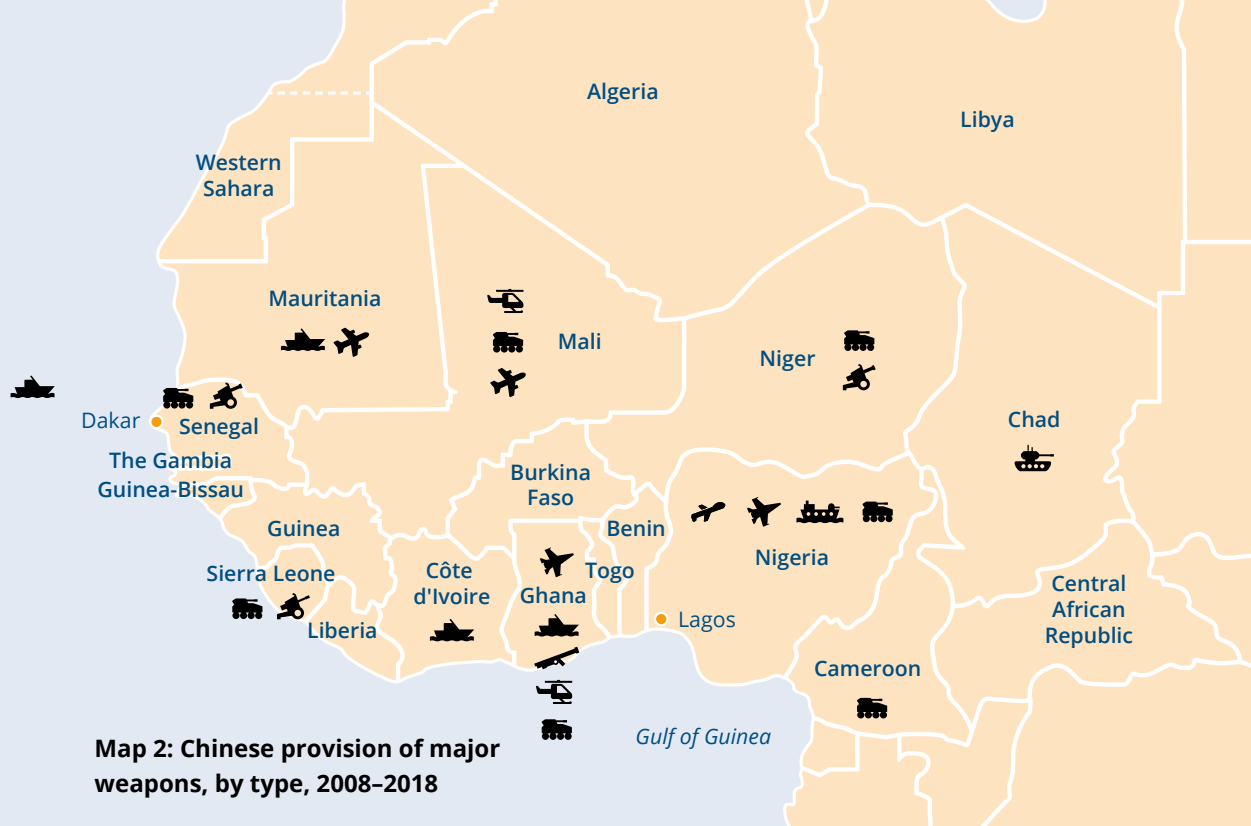 Algeria
Libya
Western
Sahara
Mauritania
Mali
Niger
Chad
Dakar
Senegal
The Gambia
Guinea-Bissau
Burkina
Faso
Benin
Guinea
Nigeria
Sierra Leone
Côte
d'Ivoire
Togo
Ghana
Central
African
Republic
Liberia
Lagos
Cameroon
Gulf of Guinea
Map 2: Chinese provision of major
weapons, by type, 2008–2018